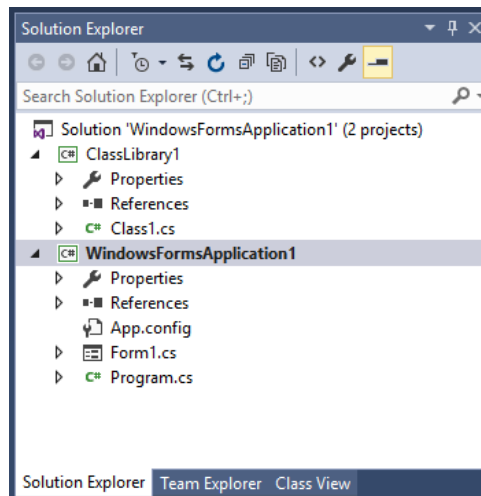 Solution Explorer
Search Solution Explorer (Ctrl+;)
Solution 'WindowsFormsApplication1' (2 projects)
C# ClassLibrary1
Properties
References
C# Class1.cs
C# WindowsFormsApplication1
Properties
References
App.config
Form1.cs
C# Program.cs
Solution Explorer Team Explorer Class View